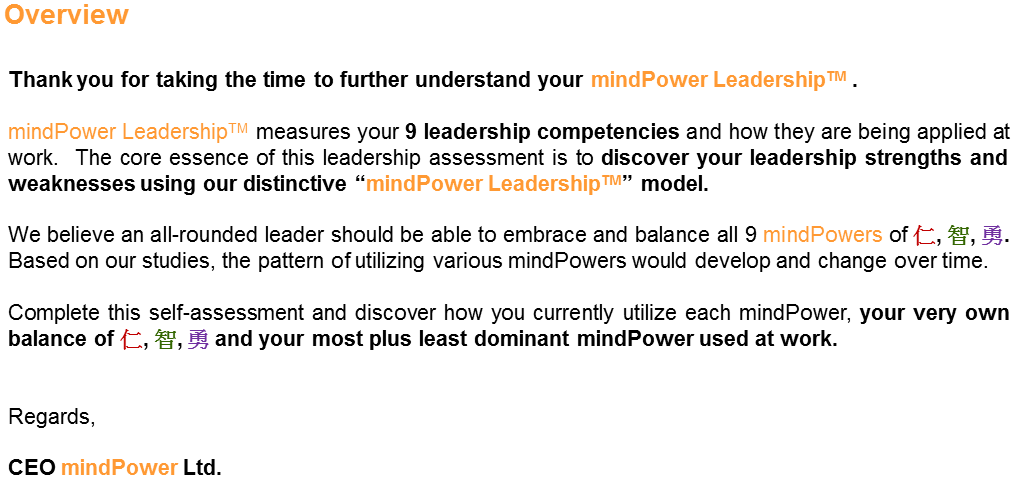 Overview
Thank you for taking the time to further understand your mindPower Leadership™ .
mindPower Leadership™ measures your 9 leadership competencies and how they are being applied at
work.  The core essence of this leadership assessment is to discover your leadership strengths and
weaknesses using our distinctive “mindPower Leadership™” model.
We believe an all-rounded leader should be able to embrace and balance all 9 mindPowers of 仁, 智, 勇.
Based on our studies, the pattern of utilizing various mindPowers would develop and change over time.
Complete this self-assessment and discover how you currently utilize each mindPower, your very own
balance of 仁, 智, 勇 and your most plus least dominant mindPower used at work.
Regards,
CEO mindPower Ltd.